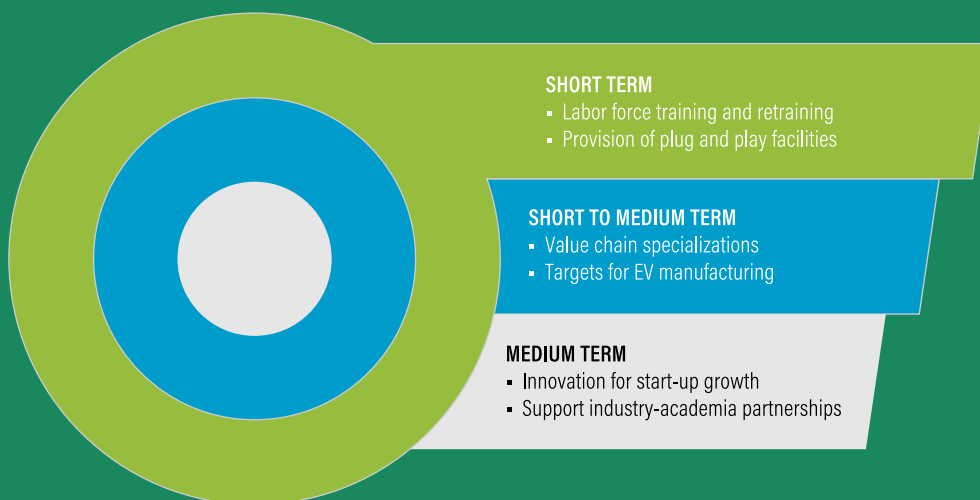 SHORT TERM
▪ Labor force training and retraining
▪ Provision of plug and play facilities
SHORT TO MEDIUM TERM
▪ Value chain specializations
▪ Targets for EV manufacturing
MEDIUM TERM
▪ Innovation for start-up growth
▪ Support industry-academia partnerships